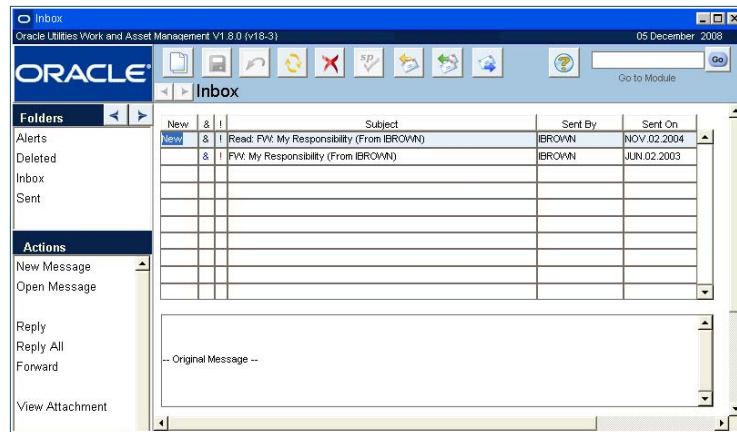 Inbox
Oracle Utilities Work and Asset Management V1.8.0 (v18-3) 05 December 2008
ORACLE
sp
Go
Go to Module
Inbox
Folders
Alerts
Deleted
Inbox
Sent
Actions
New Message
Open Message
Reply
Reply All
Forward
View Attachment
New & ! Subject Sent By Sent On
New & ! Read: FW: My Responsibility (From IBROWN) IBROWN NOV.02.2004
& ! FW: My Responsibility (From IBROWN) IBROWN JUN.02.2003
-- Original Message --